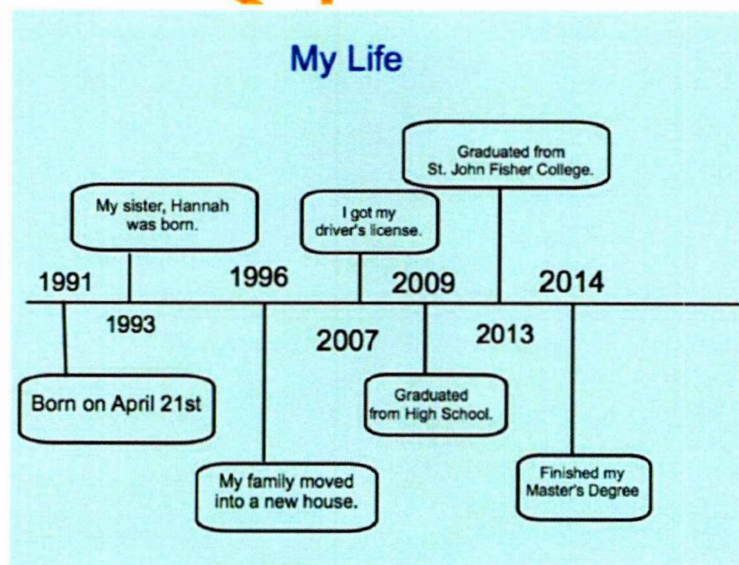 My Life
Graduated from
St. John Fisher College.
My sister, Hannah
was born.
I got my
driver's license.
1991
1996
2009
2014
1993
2007
2013
Born on April 21st
Graduated
from High School.
My family moved
into a new house.
Finished my
Master's Degree